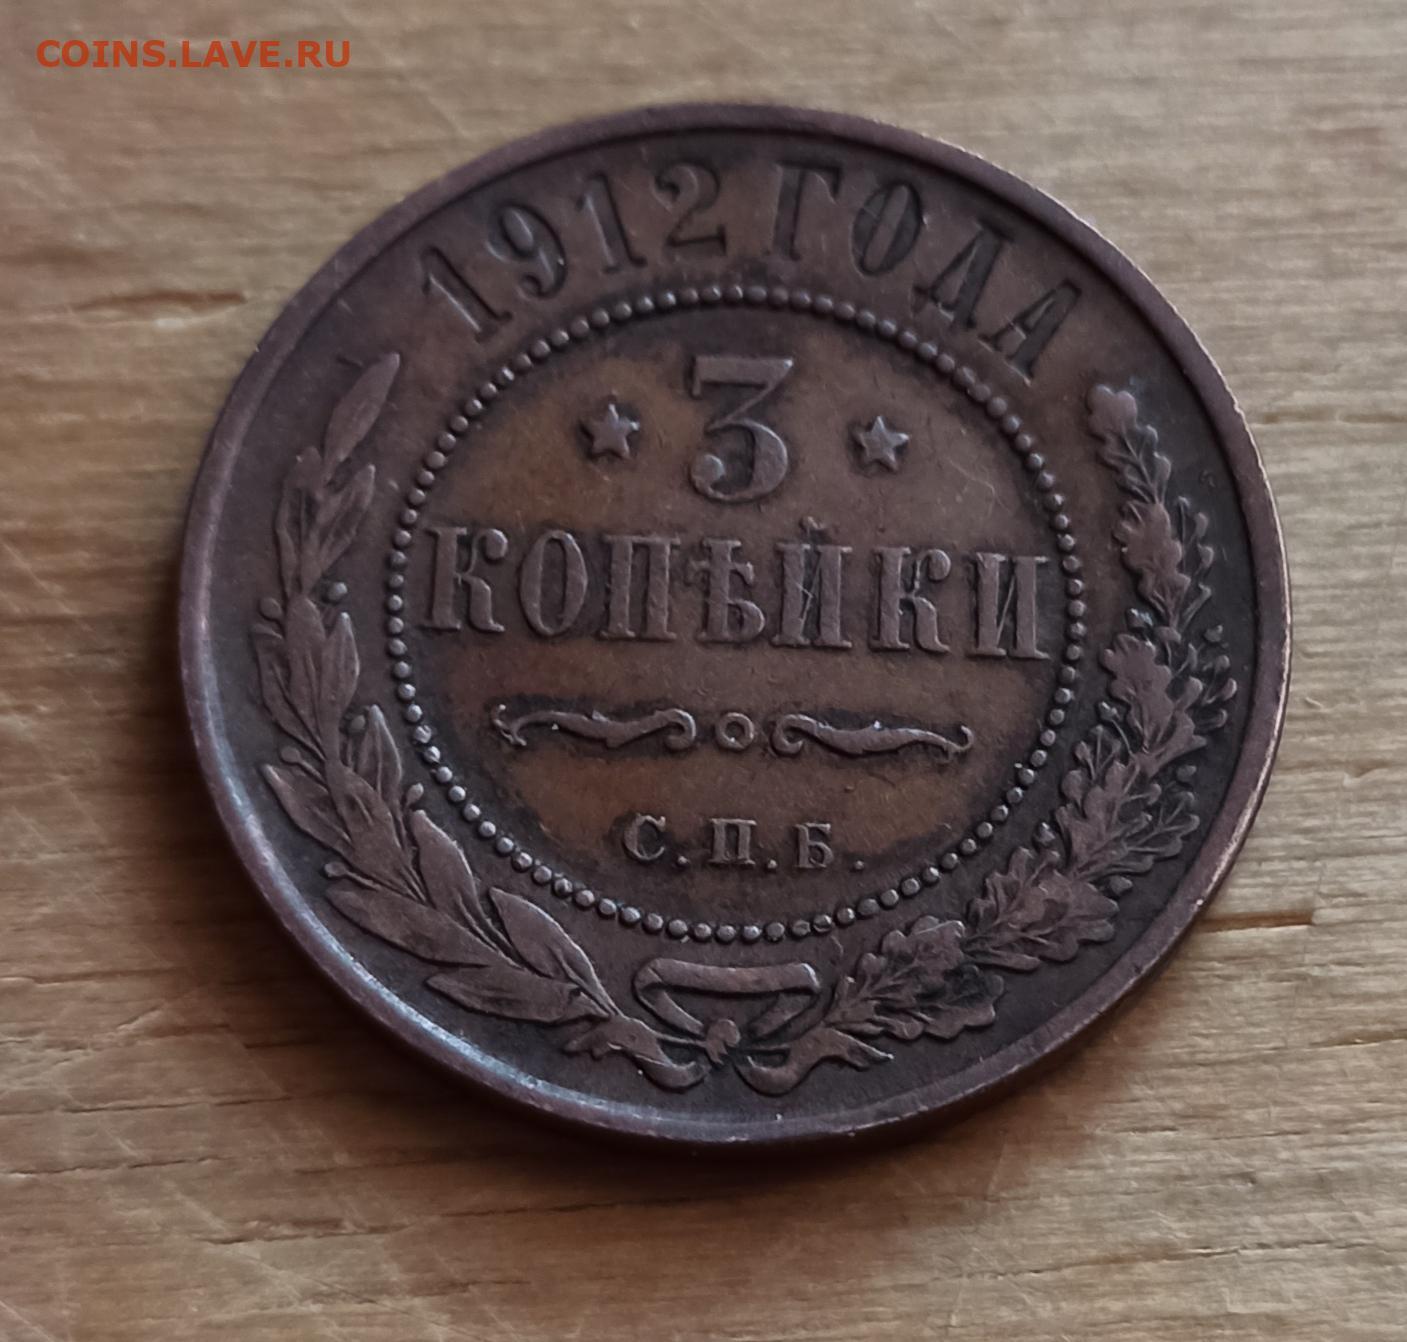 COINS.LAVE.RU
1912 ГОДА
3
КОПѢЙКИ
С.П.Б.